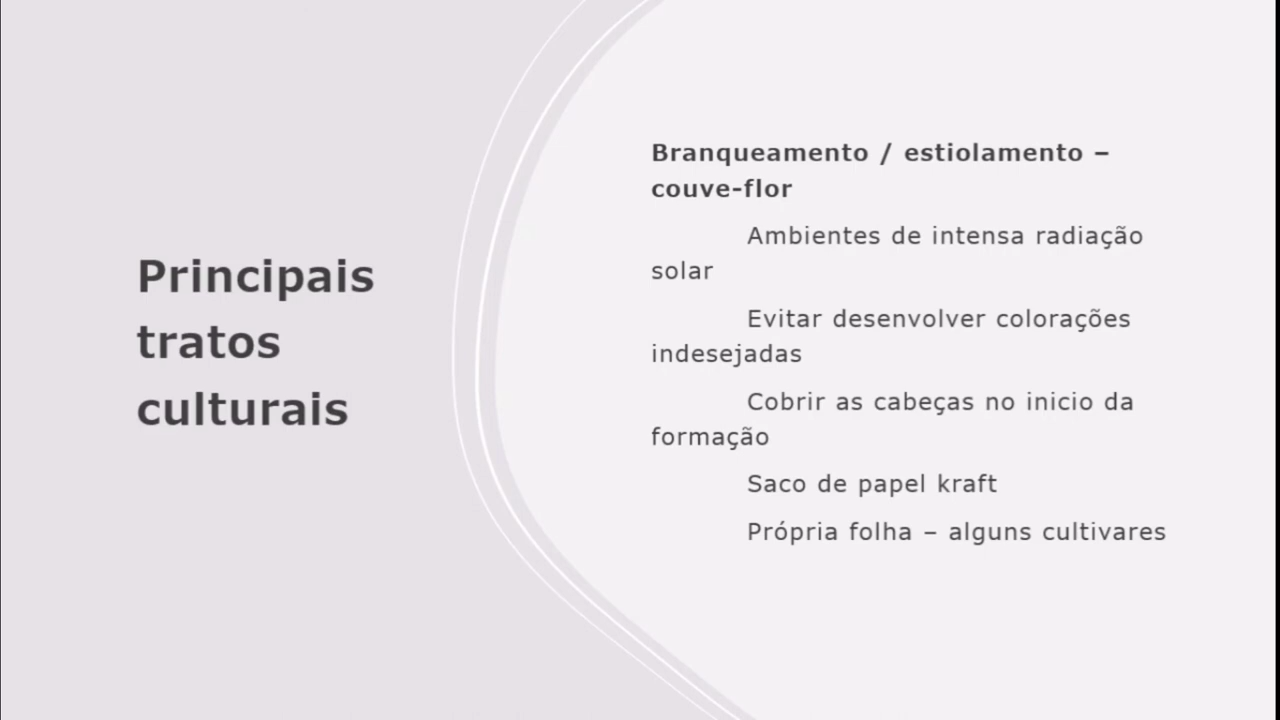 Principais
tratos
culturais
Branqueamento / estiolamento –
couve-flor
Ambientes de intensa radiação
solar
Evitar desenvolver colorações
indesejadas
Cobrir as cabeças no inicio da
formação
Saco de papel kraft
Própria folha – alguns cultivares